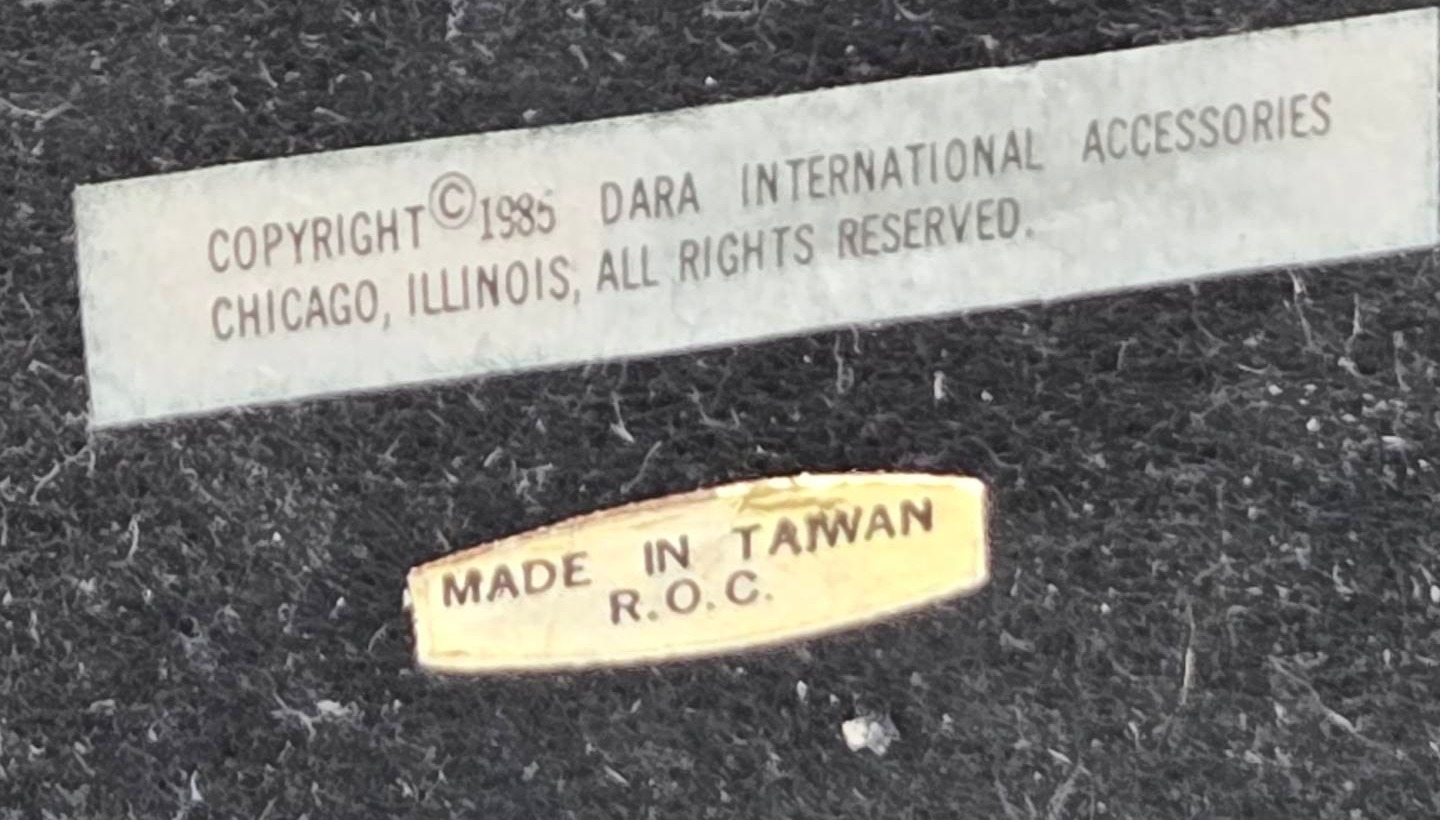 COPYRIGHT © 1985 DARA INTERNATIONAL ACCESSORIES
CHICAGO, ILLINOIS, ALL RIGHTS RESERVED.
MADE IN TAIWAN
R.O.C.